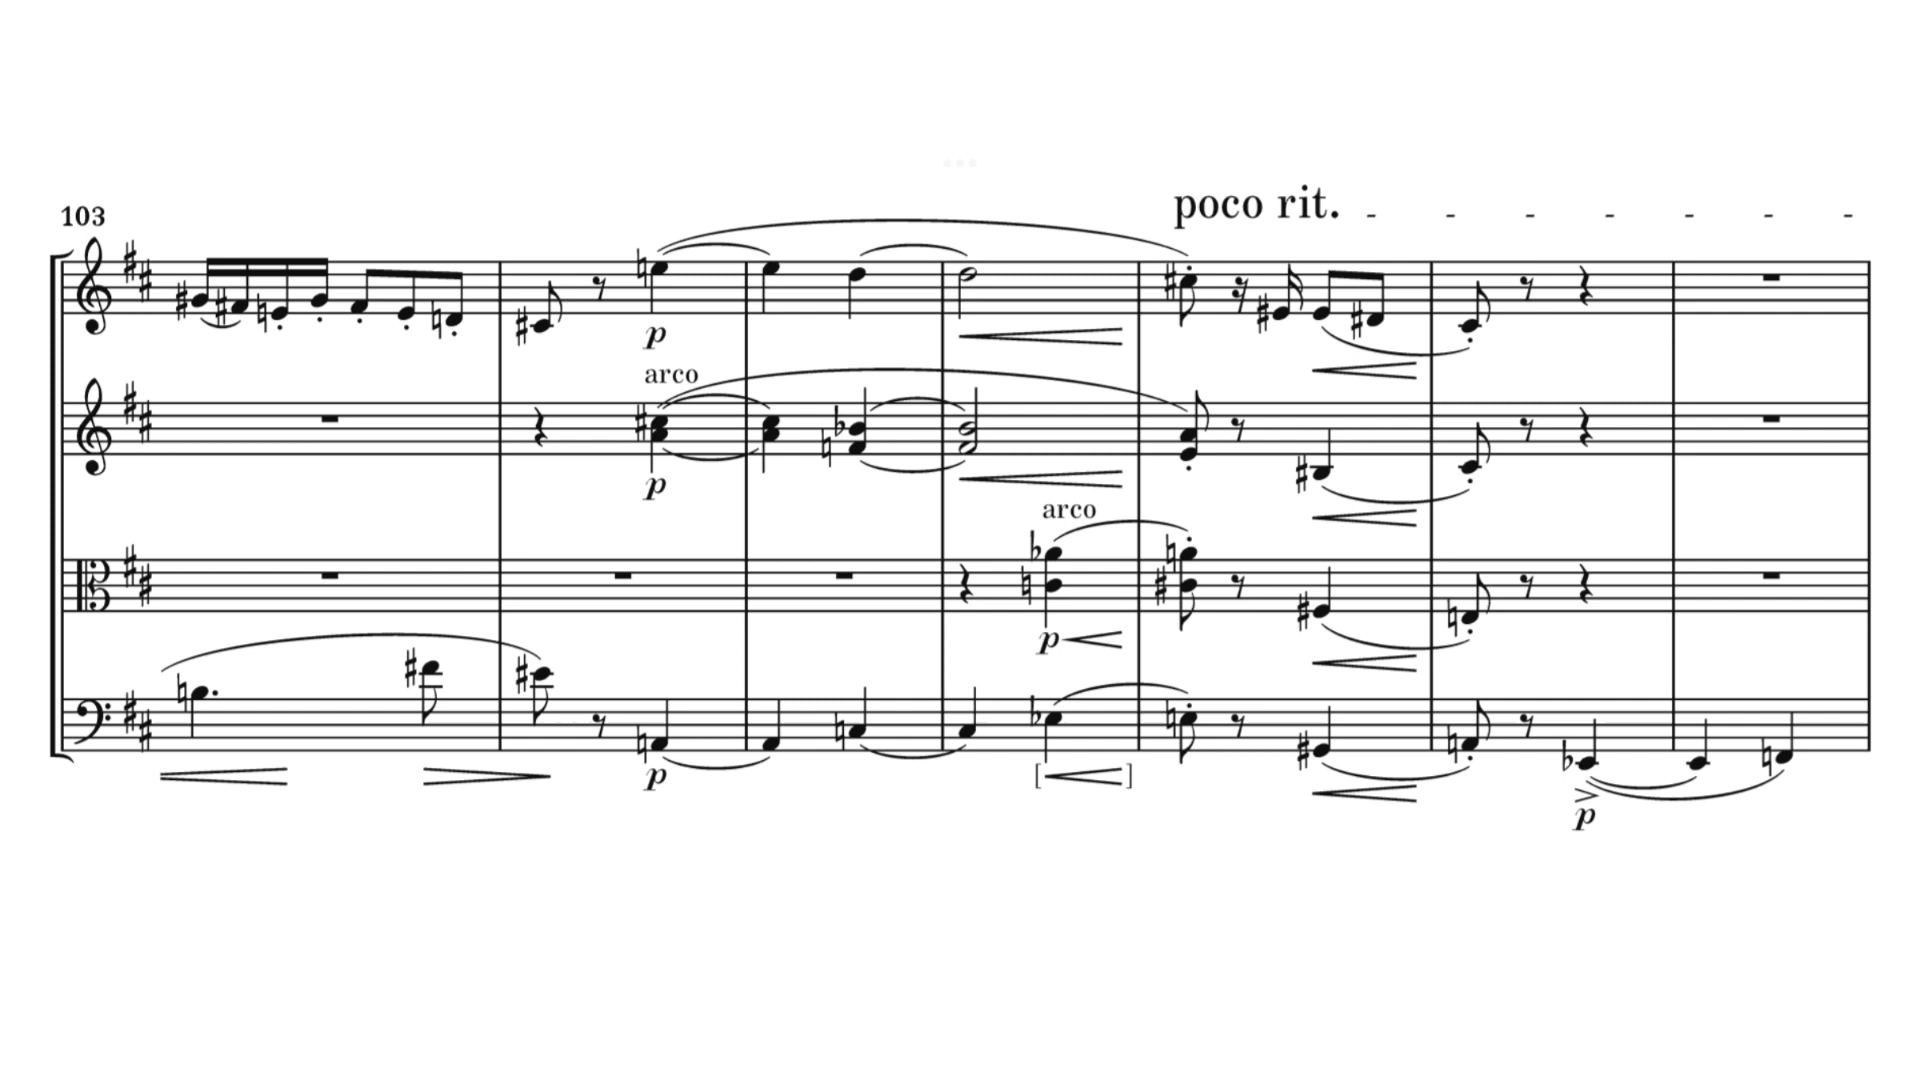 poco rit. - - - - - - -
103
p
arco
p
arco
p
p
[ ]
p